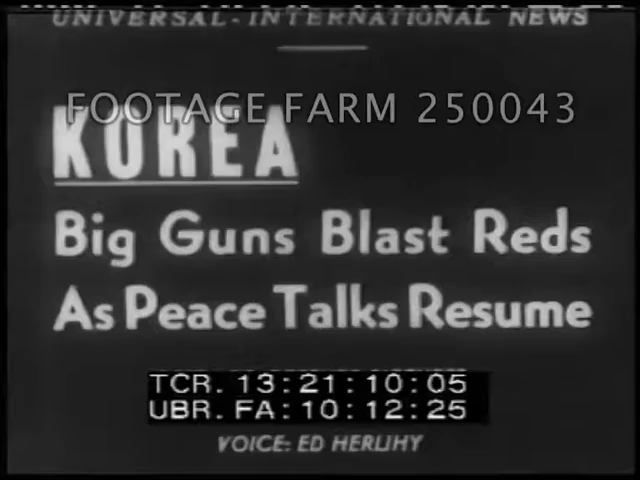 UNIVERSAL-INTERNATIONAL NEWS
FOOTAGE FARM 250043
KOREA
Big Guns Blast Reds
As Peace Talks Resume
TCR. 13:21:10:05
UBR. FA:10:12:25
VOICE: ED HERLIHY